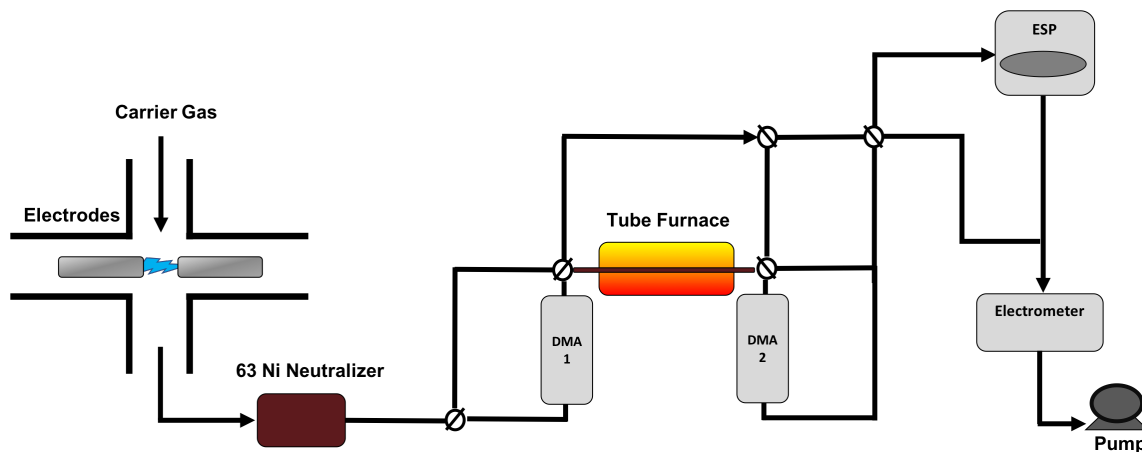 ESP
Carrier Gas
Electrodes
Tube Furnace
DMA
1
DMA
2
Electrometer
63 Ni Neutralizer
Pump